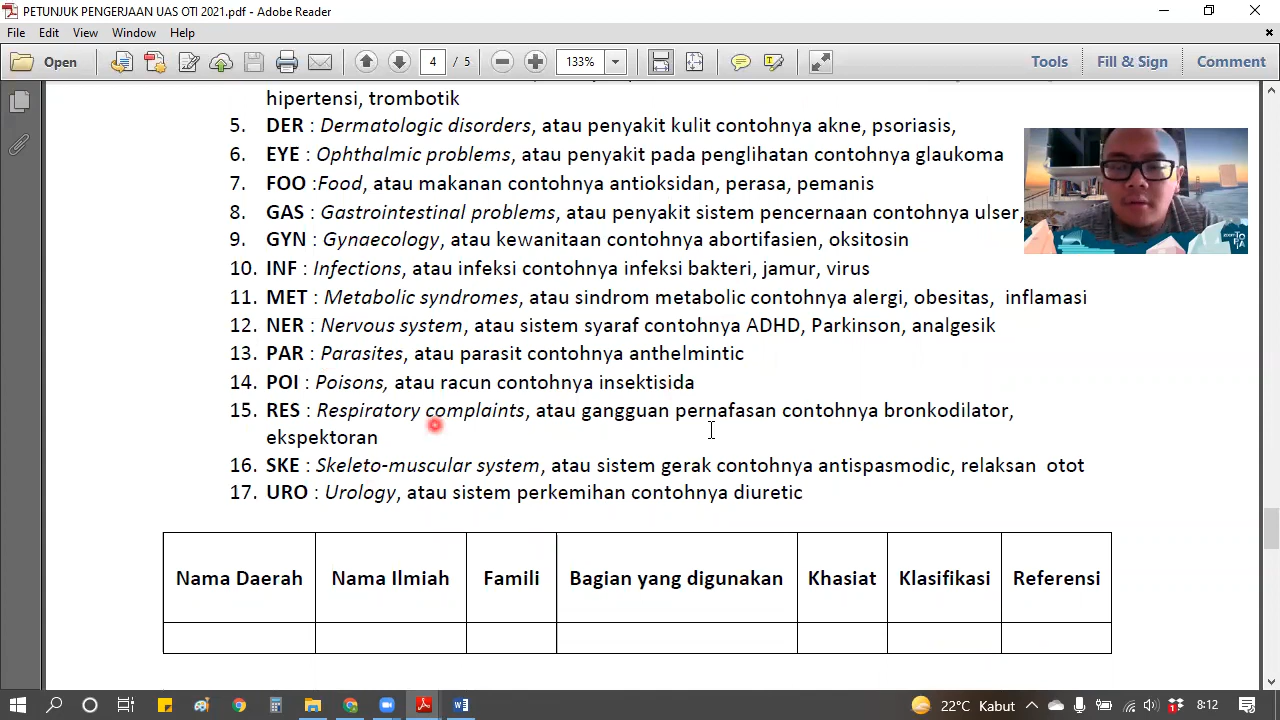 PETUNJUK PENGERJAAN UAS OTI 2021.pdf - Adobe Reader
File Edit View Window Help
Open 4 / 5 133% Tools Fill & Sign Comment
hipertensi, trombotik
5. DER : Dermatologic disorders, atau penyakit kulit contohnya akne, psoriasis,
6. EYE : Ophthalmic problems, atau penyakit pada penglihatan contohnya glaukoma
7. FOO :Food, atau makanan contohnya antioksidan, perasa, pemanis
8. GAS : Gastrointestinal problems, atau penyakit sistem pencernaan contohnya ulser,
9. GYN : Gynaecology, atau kewanitaan contohnya abortifasien, oksitosin
10. INF : Infections, atau infeksi contohnya infeksi bakteri, jamur, virus
11. MET : Metabolic syndromes, atau sindrom metabolic contohnya alergi, obesitas, inflamasi
12. NER : Nervous system, atau sistem syaraf contohnya ADHD, Parkinson, analgesik
13. PAR : Parasites, atau parasit contohnya anthelmintic
14. POI : Poisons, atau racun contohnya insektisida
15. RES : Respiratory complaints, atau gangguan pernafasan contohnya bronkodilator,
ekspektoran
16. SKE : Skeleto-muscular system, atau sistem gerak contohnya antispasmodic, relaksan otot
17. URO : Urology, atau sistem perkemihan contohnya diuretic
Nama Daerah Nama Ilmiah Famili Bagian yang digunakan Khasiat Klasifikasi Referensi
22°C Kabut 1 8:12